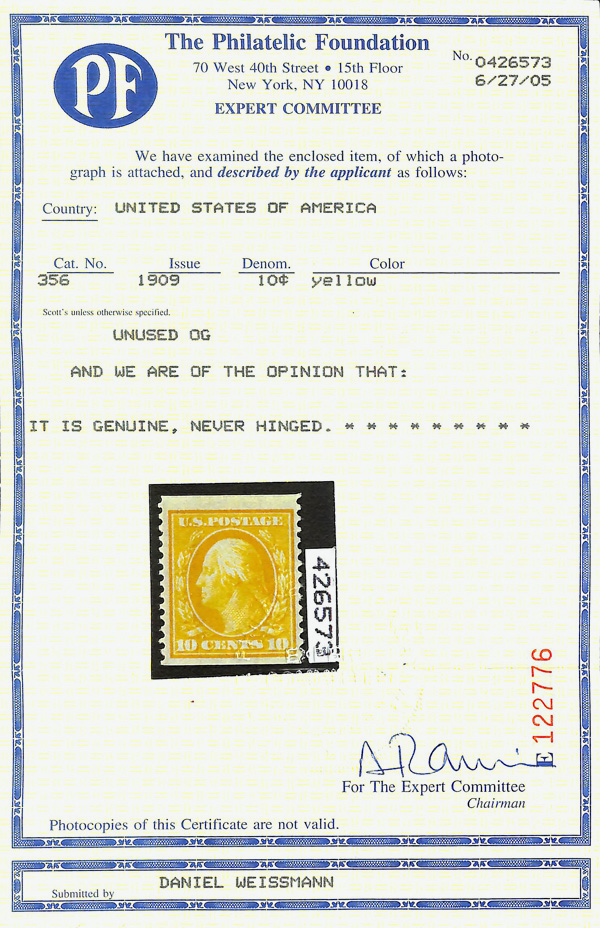 PF
The Philatelic Foundation
70 West 40th Street • 15th Floor
New York, NY 10018
EXPERT COMMITTEE
No. 0426573
6/27/05
We have examined the enclosed item, of which a photo-
graph is attached, and described by the applicant as follows:
Country: UNITED STATES OF AMERICA
Cat. No. Issue Denom. Color
356 1909 10¢ yellow
Scott's unless otherwise specified.
UNUSED OG
AND WE ARE OF THE OPINION THAT:
IT IS GENUINE, NEVER HINGED. * * * * * * * * *
U.S. POSTAGE
10 CENTS 10
426573
E 122776
For The Expert Committee
Chairman
Photocopies of this Certificate are not valid.
Submitted by DANIEL WEISSMANN